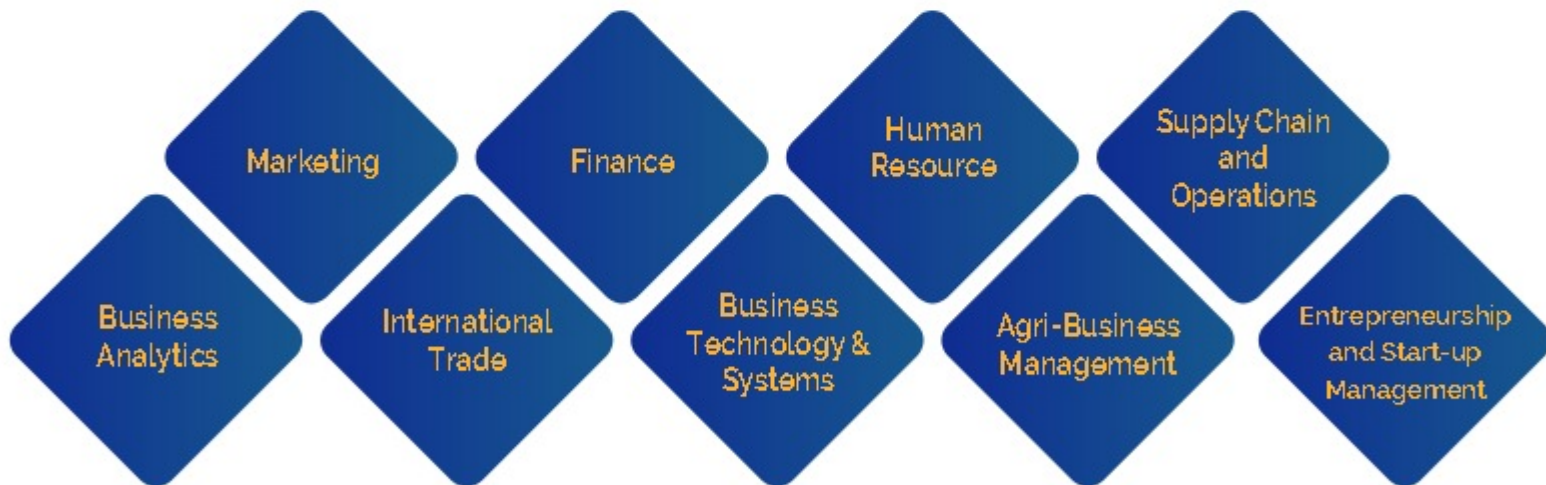 Marketing
Finance
Human
Resource
Supply Chain
and
Operations
Business
Analytics
International
Trade
Business
Technology &
Systems
Agri-Business
Management
Entrepreneurship
and Start-up
Management